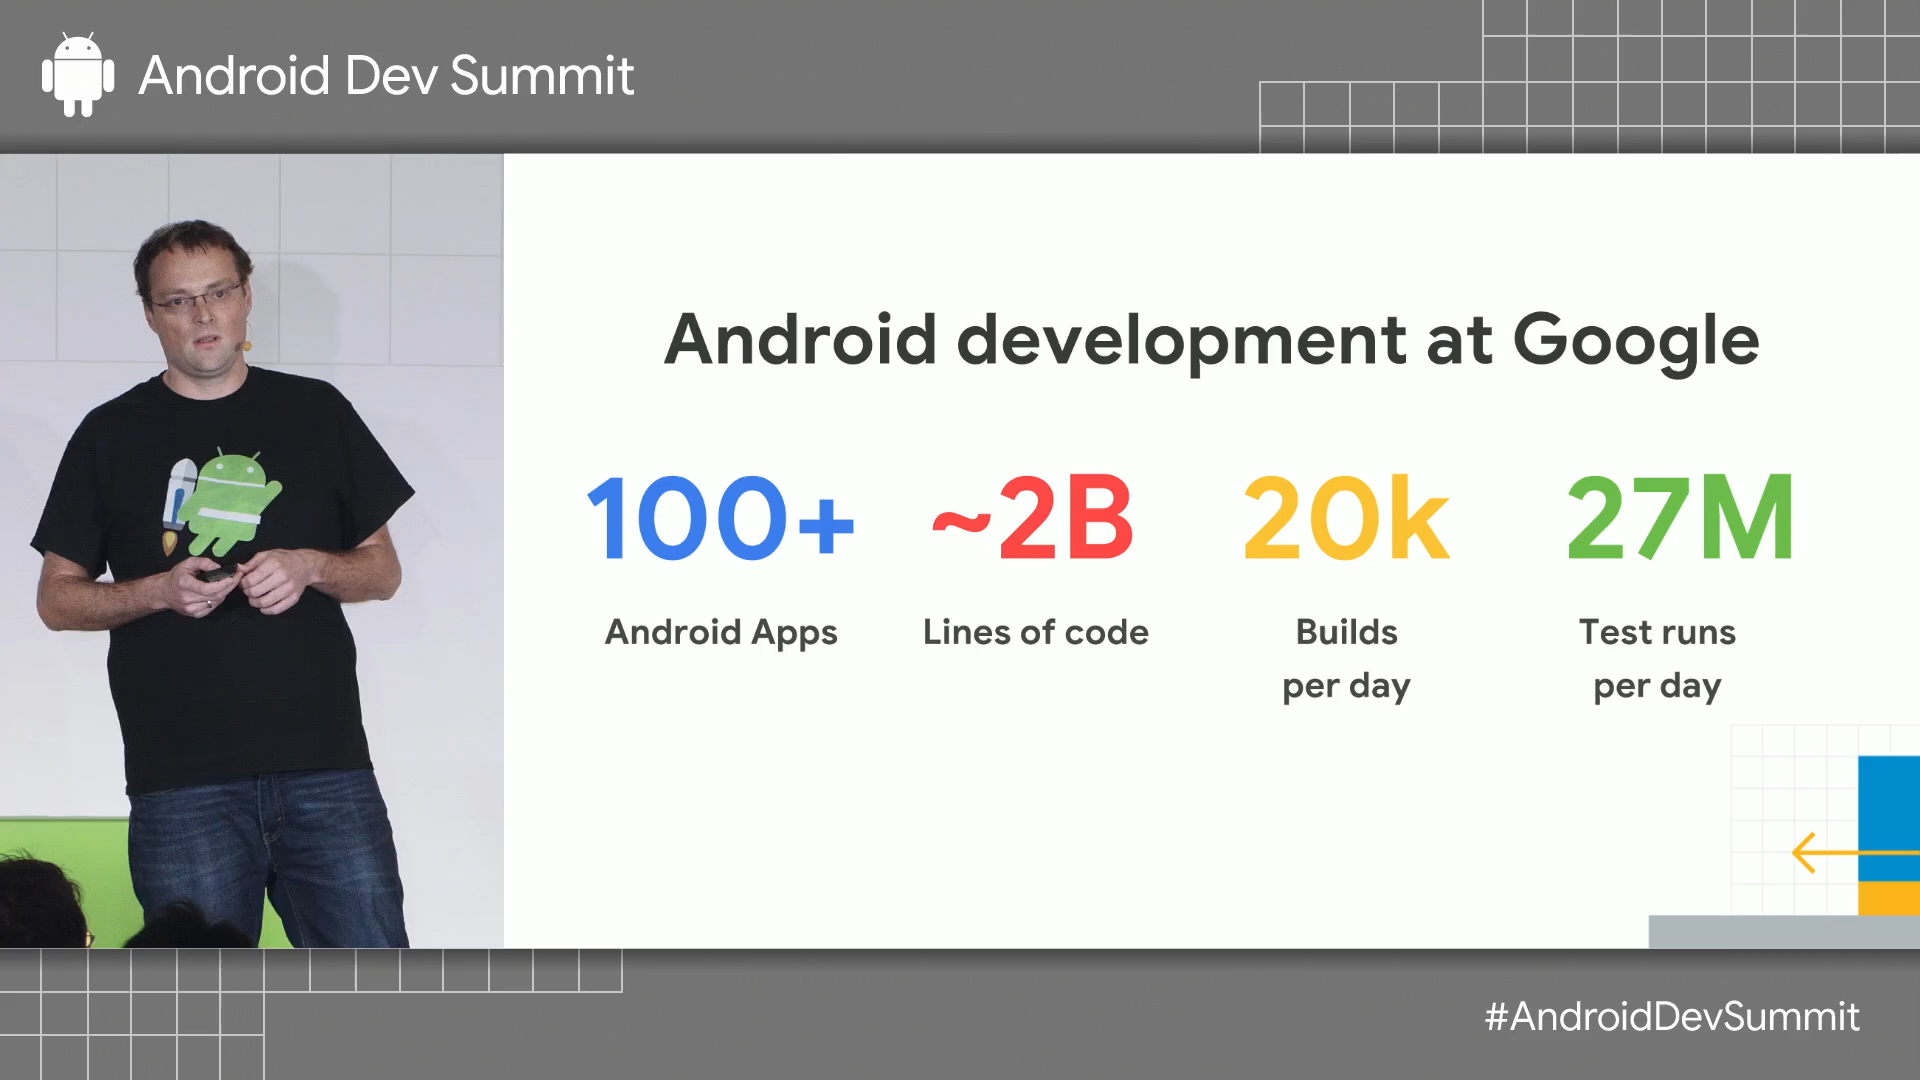 Android Dev Summit
Android development at Google
100+
Android Apps
~2B
Lines of code
20k
Builds
per day
27M
Test runs
per day
#AndroidDevSummit